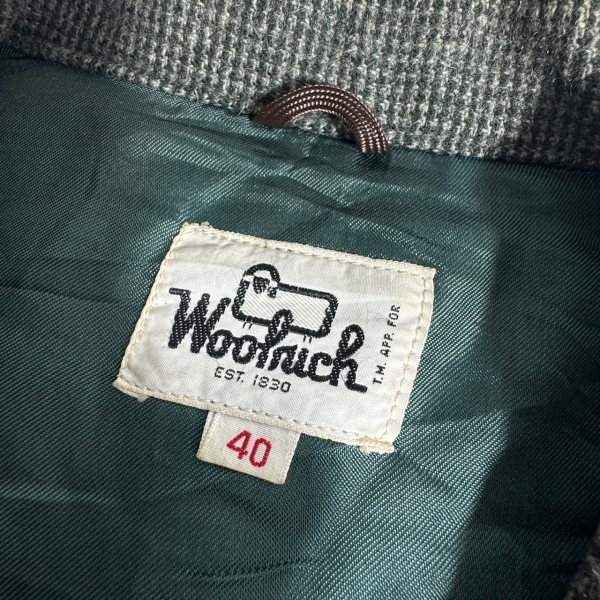 Woolrich
EST. 1830
T.M. APP. FOR
40